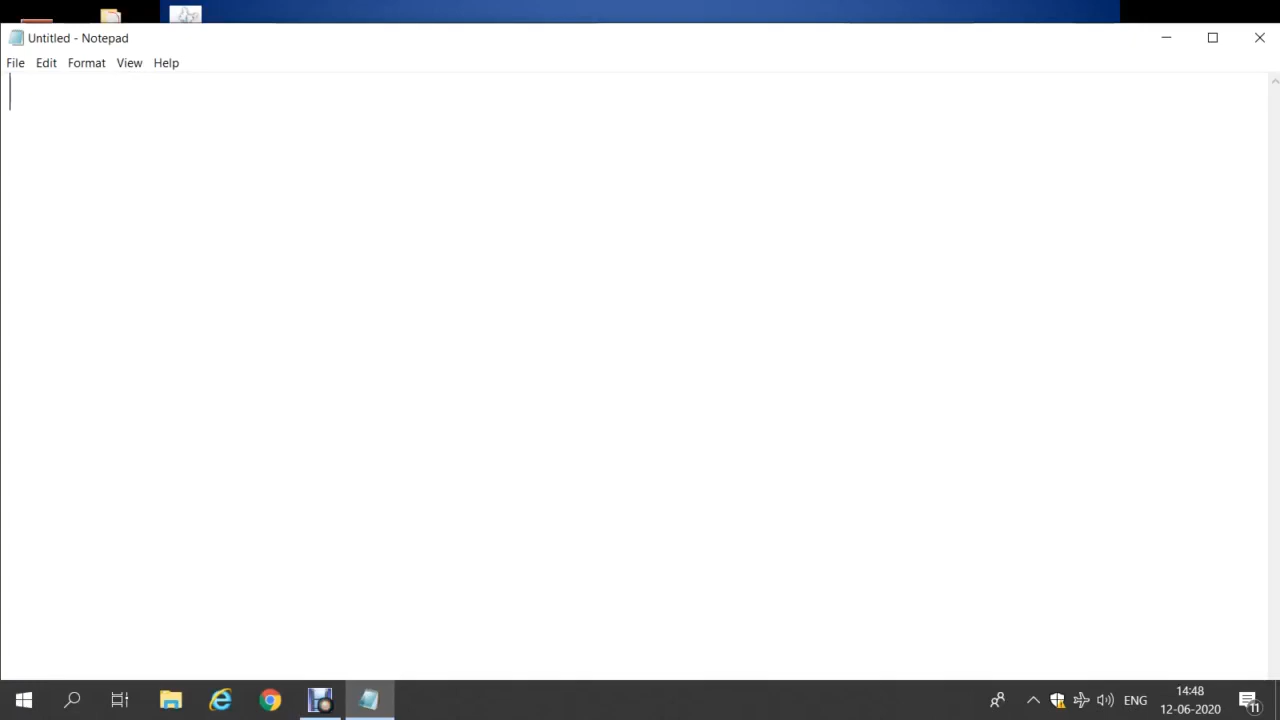 Untitled - Notepad
File Edit Format View Help
ENG
14:48
12-06-2020
11